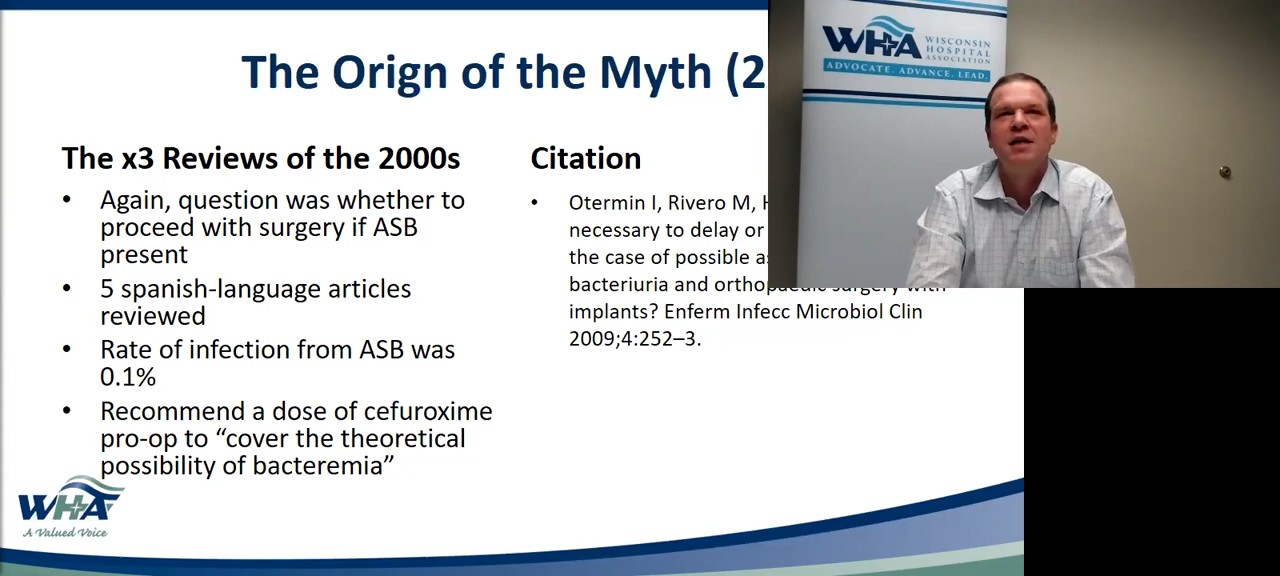 The Orign of the Myth (2
The x3 Reviews of the 2000s
• Again, question was whether to
proceed with surgery if ASB
present
• 5 spanish-language articles
reviewed
• Rate of infection from ASB was
0.1%
• Recommend a dose of cefuroxime
pro-op to “cover the theoretical
possibility of bacteremia”
Citation
• Otermin I, Rivero M,
necessary to delay or
the case of possible
bacteriuria and orthopaedic surgery with
implants? Enferm Infecc Microbiol Clin
2009;4:252–3.
WHA
A Valued Voice
WHA
WISCONSIN
HOSPITAL
ASSOCIATION
ADVOCATE. ADVANCE. LEAD.